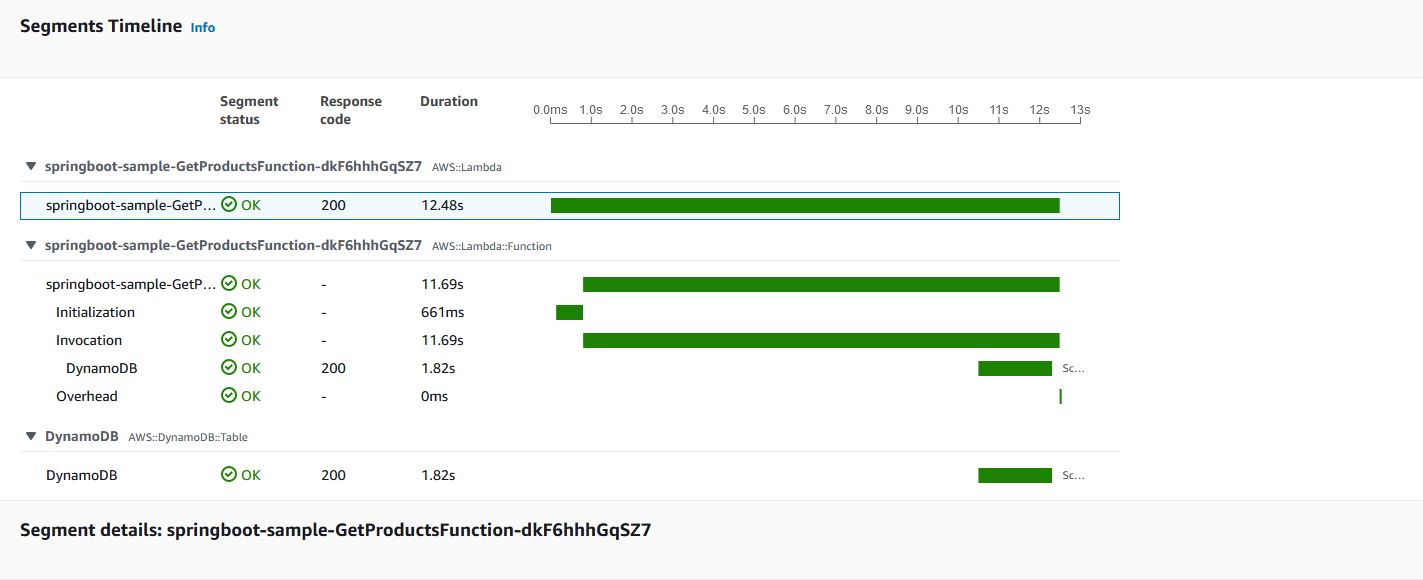 Segments Timeline Info
Segment status Response code Duration 0.0ms 1.0s 2.0s 3.0s 4.0s 5.0s 6.0s 7.0s 8.0s 9.0s 10s 11s 12s 13s
springboot-sample-GetProductsFunction-dkF6hhhGqSZ7 AWS::Lambda
springboot-sample-GetP... OK 200 12.48s
springboot-sample-GetProductsFunction-dkF6hhhGqSZ7 AWS::Lambda::Function
springboot-sample-GetP... OK - 11.69s
Initialization OK - 661ms
Invocation OK - 11.69s
DynamoDB OK 200 1.82s Sc...
Overhead OK - 0ms
DynamoDB AWS::DynamoDB::Table
DynamoDB OK 200 1.82s Sc...
Segment details: springboot-sample-GetProductsFunction-dkF6hhhGqSZ7